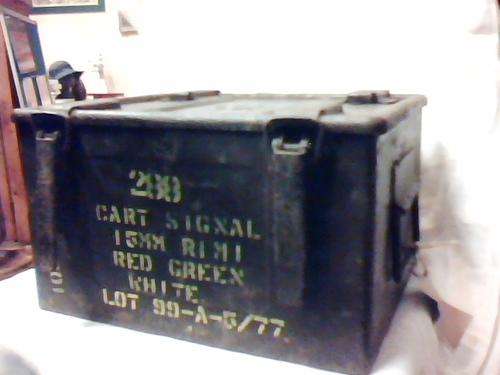 200
CART SIGNAL
15MM R1M1
RED GREEN
WHITE
LOT 99-A-5/77